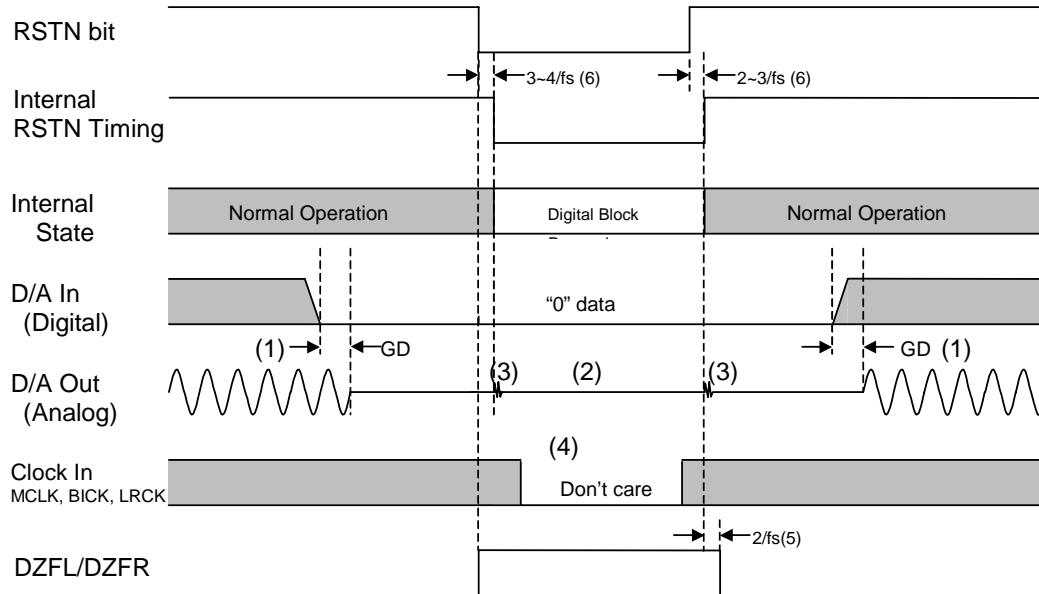 RSTN bit
3~4/fs (6)
2~3/fs (6)
Internal
RSTN Timing
Internal
State
Normal Operation
Digital Block
Normal Operation
D/A In
(Digital)
“0” data
(1)
GD
GD (1)
D/A Out
(Analog)
(3)
(2)
(3)
Clock In
MCLK, BICK, LRCK
(4)
Don’t care
2/fs(5)
DZFL/DZFR